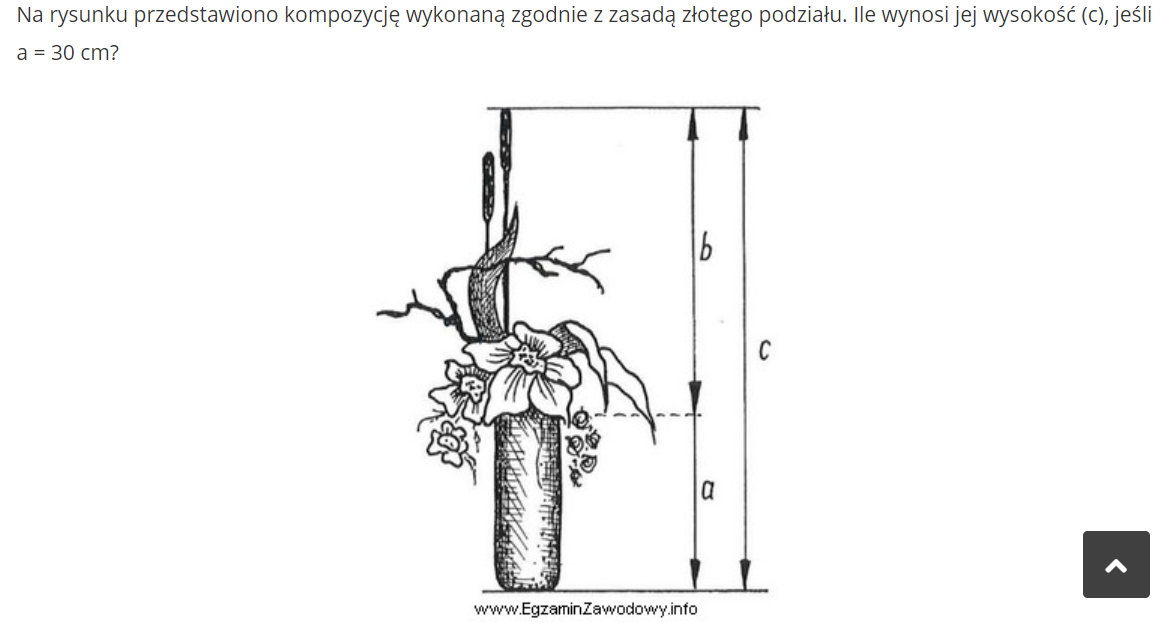 Na rysunku przedstawiono kompozycję wykonaną zgodnie z zasadą złotego podziału. Ile wynosi jej wysokość (c), jeśli
a = 30 cm?
b
c
a
www.EgzaminZawodowy.info